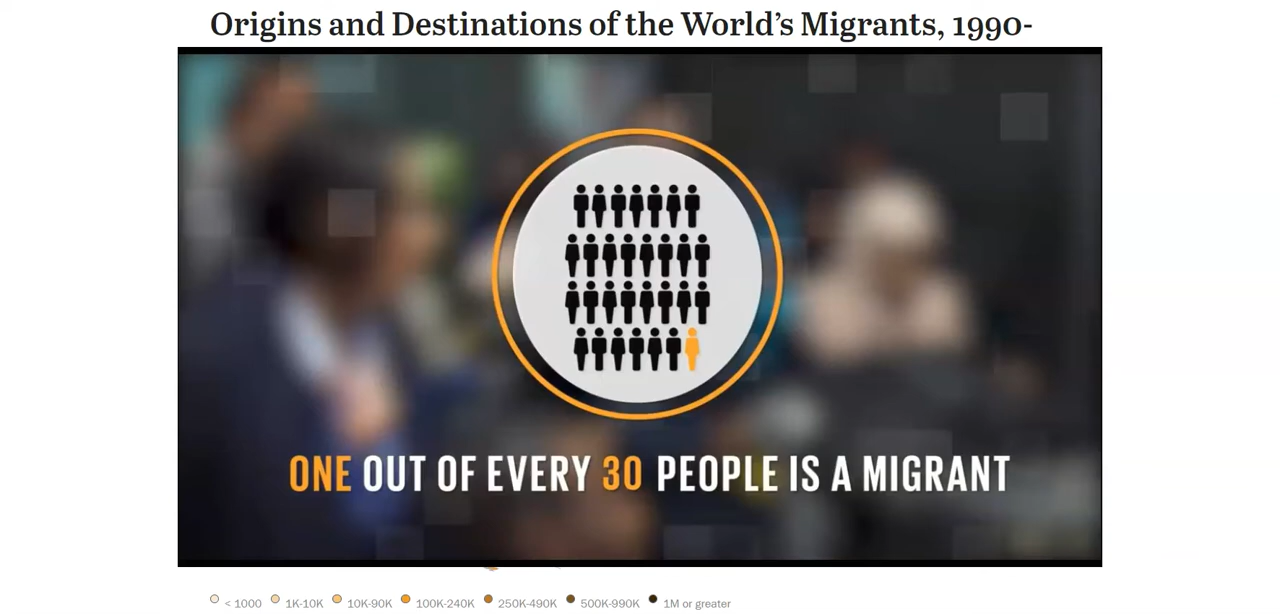 Origins and Destinations of the World's Migrants, 1990-
ONE OUT OF EVERY 30 PEOPLE IS A MIGRANT
< 1000 1K-10K 10K-90K 100K-240K 250K-490K 500K-990K 1M or greater